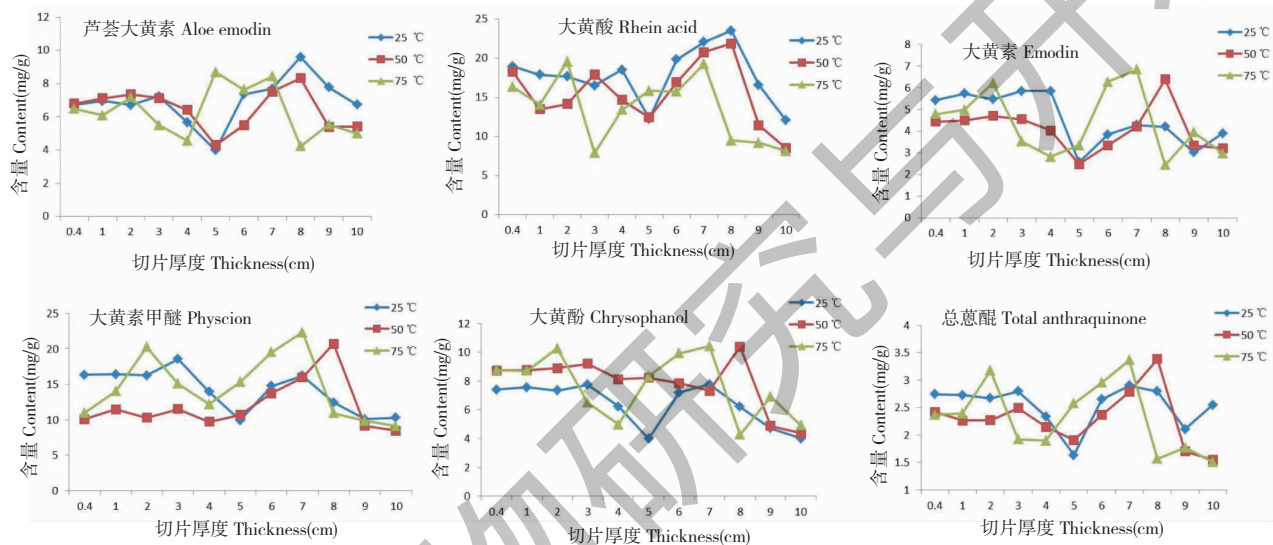 芦荟大黄素 Aloe emodin
25 ℃
50 ℃
75 ℃
12
10
8
6
4
2
0
含量 Content(mg/g)
0.4 1 2 3 4 5 6 7 8 9 10
切片厚度 Thickness(cm)
大黄酸 Rhein acid
25 ℃
50 ℃
75 ℃
25
20
15
10
5
0
含量 Content(mg/g)
0.4 1 2 3 4 5 6 7 8 9 10
切片厚度 Thickness(cm)
大黄素 Emodin
25 ℃
50 ℃
75 ℃
8
7
6
5
4
3
2
1
0
含量 Content(mg/g)
0.4 1 2 3 4 5 6 7 8 9 10
切片厚度 Thickness(cm)
大黄素甲醚 Physcion
25 ℃
50 ℃
75 ℃
25
20
15
10
5
0
含量 Content(mg/g)
0.4 1 2 3 4 5 6 7 8 9 10
切片厚度 Thickness(cm)
大黄酚 Chrysophanol
25 ℃
50 ℃
75 ℃
12
10
8
6
4
2
0
含量 Content(mg/g)
0.4 1 2 3 4 5 6 7 8 9 10
切片厚度 Thickness(cm)
总蒽醌 Total anthraquinone
25 ℃
50 ℃
75 ℃
4
3.5
3
2.5
2
1.5
1
含量 Content(mg/g)
0.4 1 2 3 4 5 6 7 8 9 10
切片厚度 Thickness(cm)
物研究与开